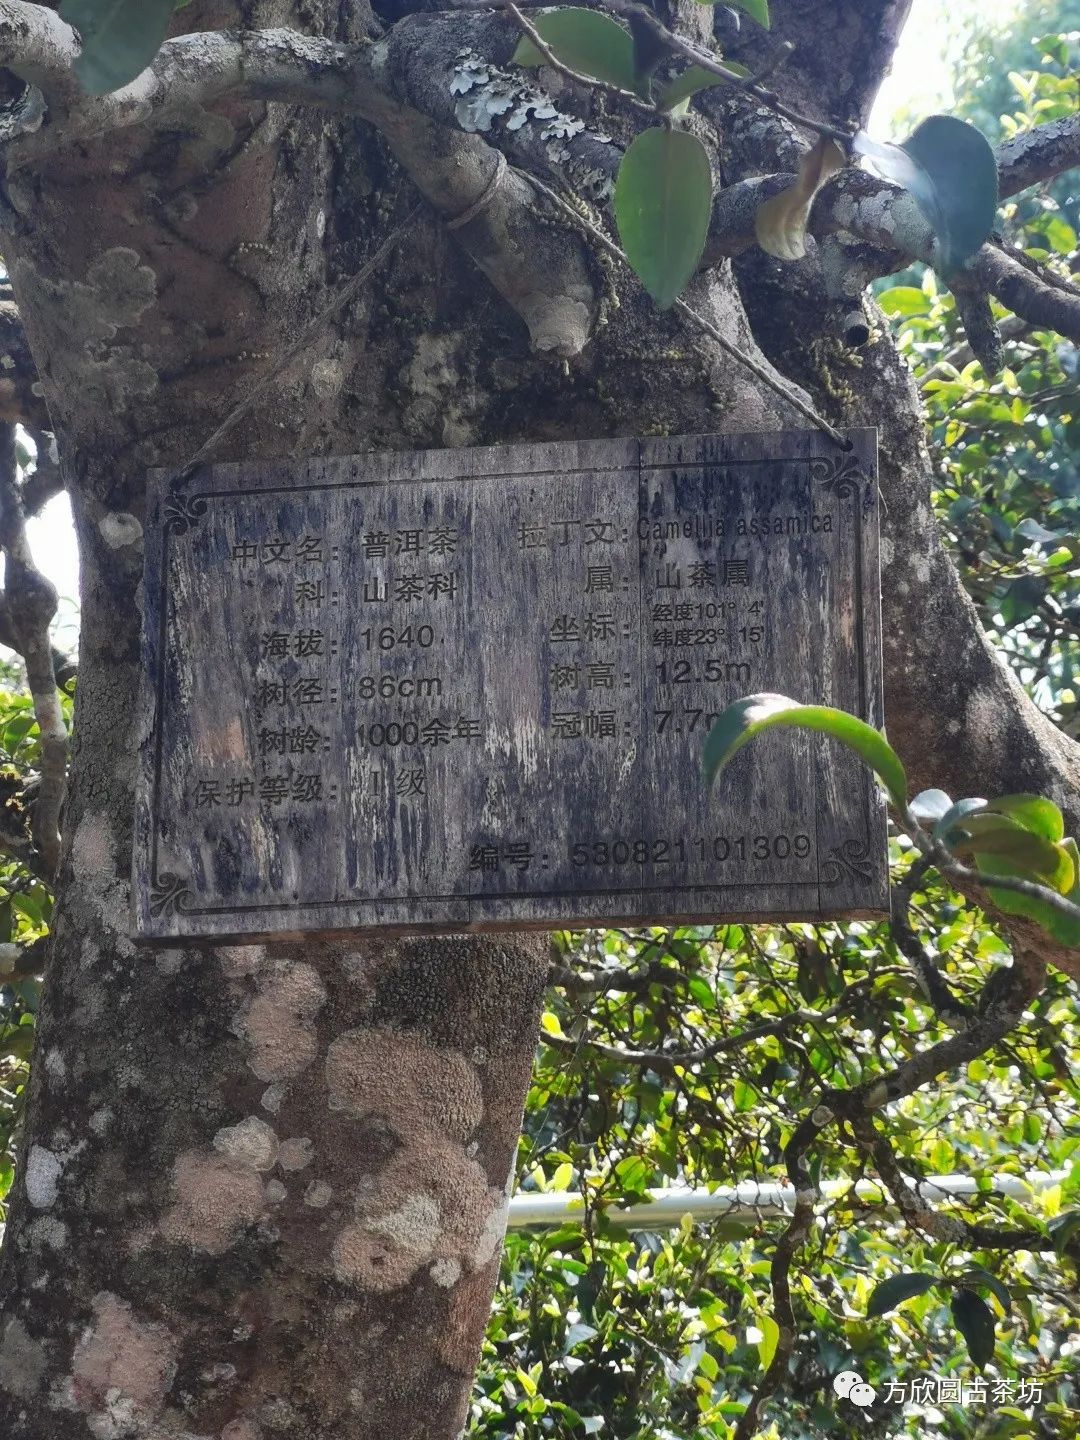 中文名：普洱茶 拉丁文：Camellia assamica
科：山茶科 属：山茶属
海拔：1640 坐标：经度101° 4′
纬度23° 15′
树径：86cm 树高：12.5m
树龄：1000余年 冠幅：7.7
保护等级：Ⅰ级
编号：530821101309
方欣圆古茶坊